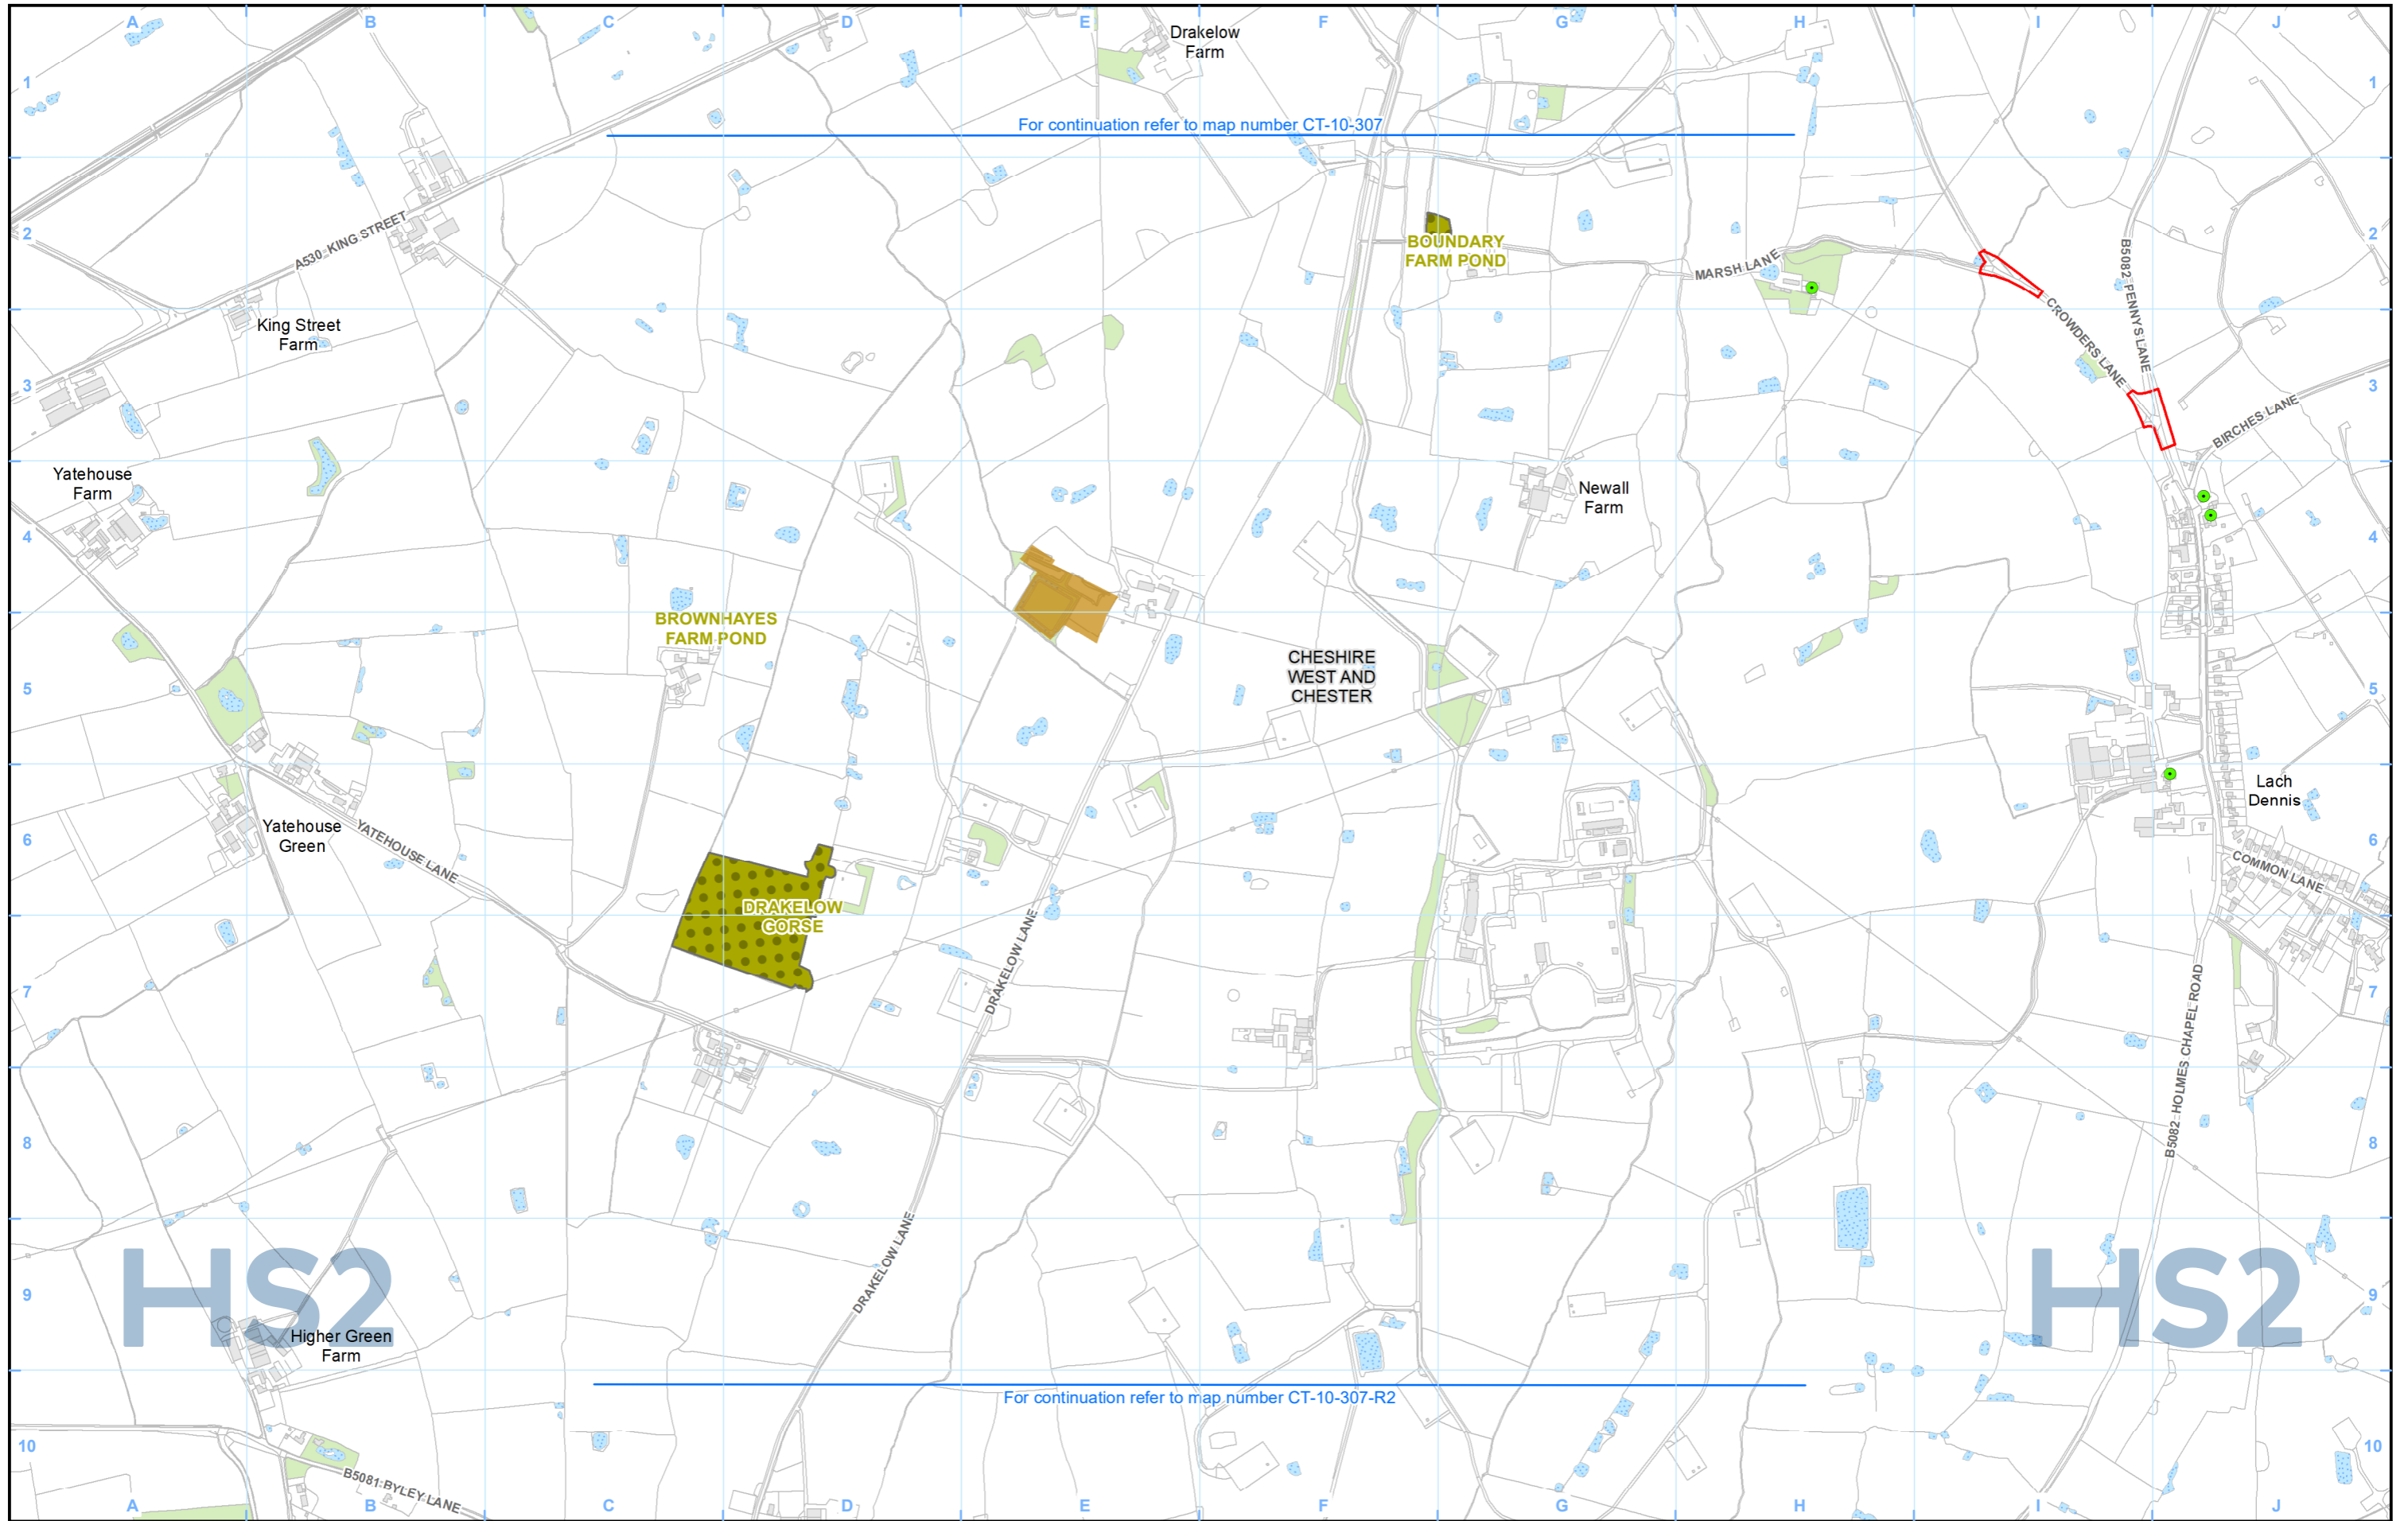 A B C D E F G H I J
Drakelow
Farm
1 1
For continuation refer to map number CT-10-307
2 2
A530 KING STREET
BOUNDARY
FARM POND
MARSH LANE
B5082 PENNYS LANE
CROWDERS LANE
King Street
Farm
3 3
BIRCHES LANE
Yatehouse
Farm
Newall
Farm
4 4
BROWNHAYES
FARM POND
CHESHIRE
WEST AND
CHESTER
5 5
Lach
Dennis
Yatehouse
Green
YATEHOUSE LANE
6 6
COMMON LANE
DRAKELOW
GORSE
DRAKELOW LANE
7 7
B5082 HOLMES CHAPEL ROAD
8 8
DRAKELOW LANE
HS2 HS2
9 9
Higher Green
Farm
For continuation refer to map number CT-10-307-R2
10 10
B5081 BYLEY LANE
A B C D E F G H I J